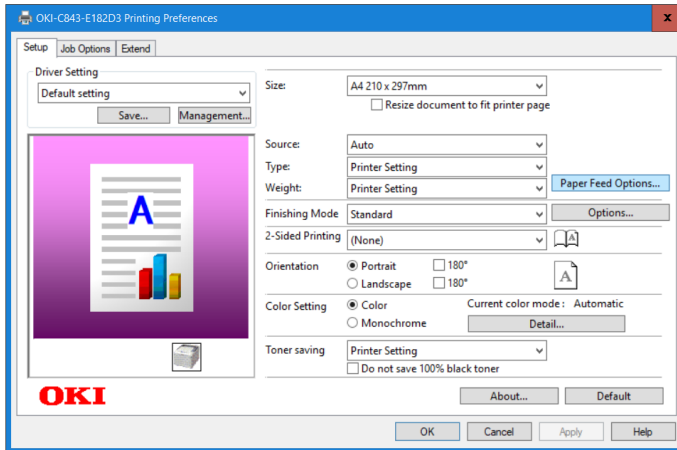 OKI-C843-E182D3 Printing Preferences
x
Setup Job Options Extend
Driver Setting
Default setting
Save... Management...
Size: A4 210 x 297mm
Resize document to fit printer page
Source: Auto
Type: Printer Setting
Weight: Printer Setting Paper Feed Options...
Finishing Mode Standard Options...
2-Sided Printing (None) A
Orientation Portrait 180°
Landscape 180° A
Color Setting Color Current color mode : Automatic
Monochrome Detail...
Toner saving Printer Setting
Do not save 100% black toner
A
OKI
About... Default
OK Cancel Apply Help